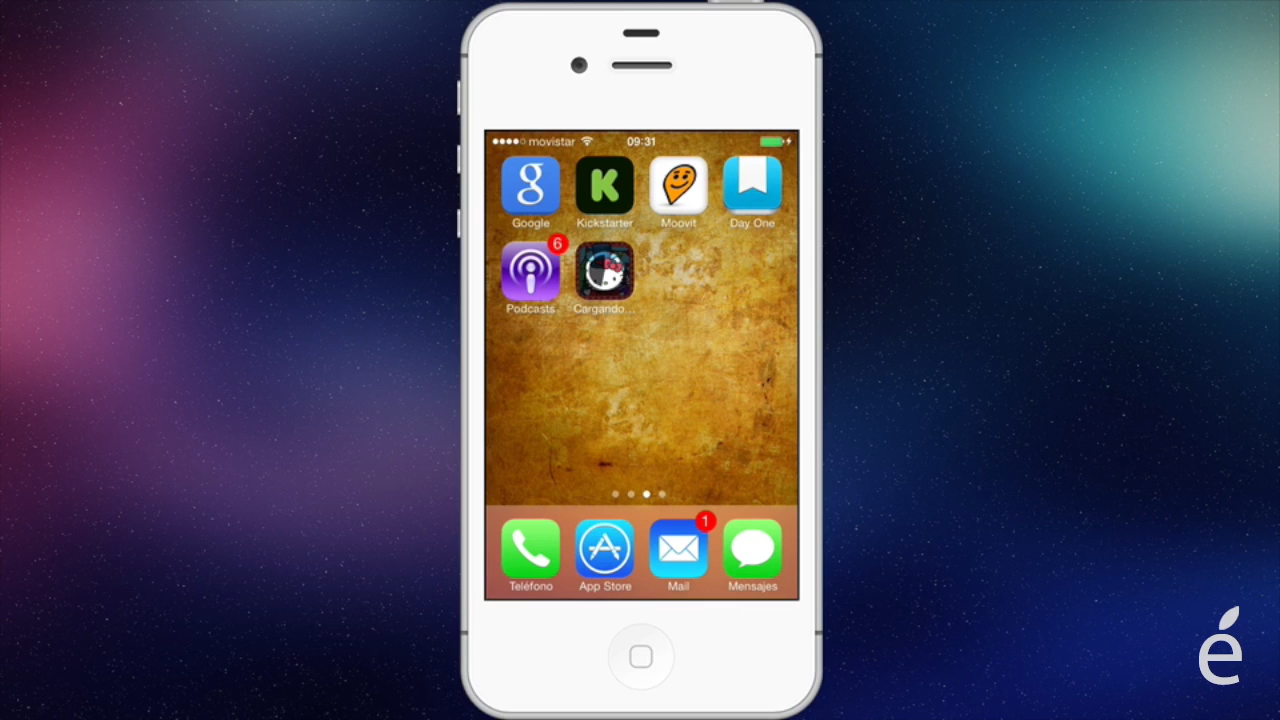 movistar 09:31
Google Kickstarter Moovit Day One
6
Podcasts Cargando...
1
Teléfono App Store Mail Mensajes
é